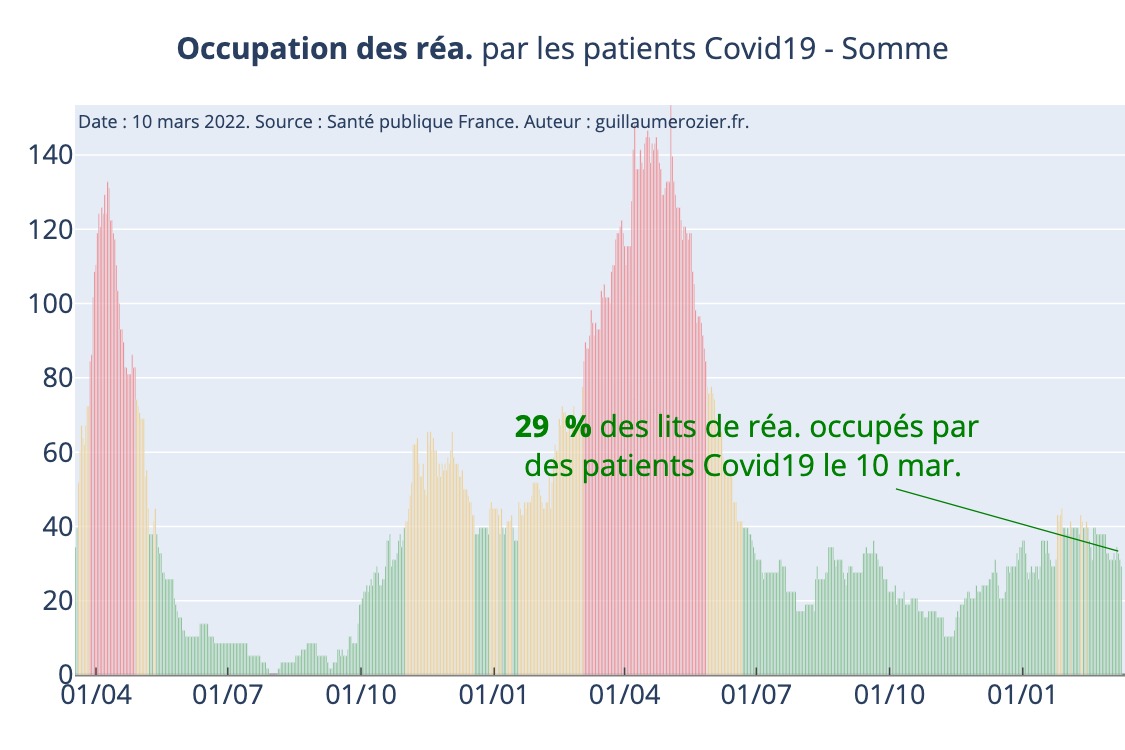 Occupation des réa. par les patients Covid19 - Somme
Date : 10 mars 2022. Source : Santé publique France. Auteur : guillaumerozier.fr.
140
120
100
80
60
40
20
0
29 % des lits de réa. occupés par
des patients Covid19 le 10 mar.
01/04 01/07 01/10 01/01 01/04 01/07 01/10 01/01